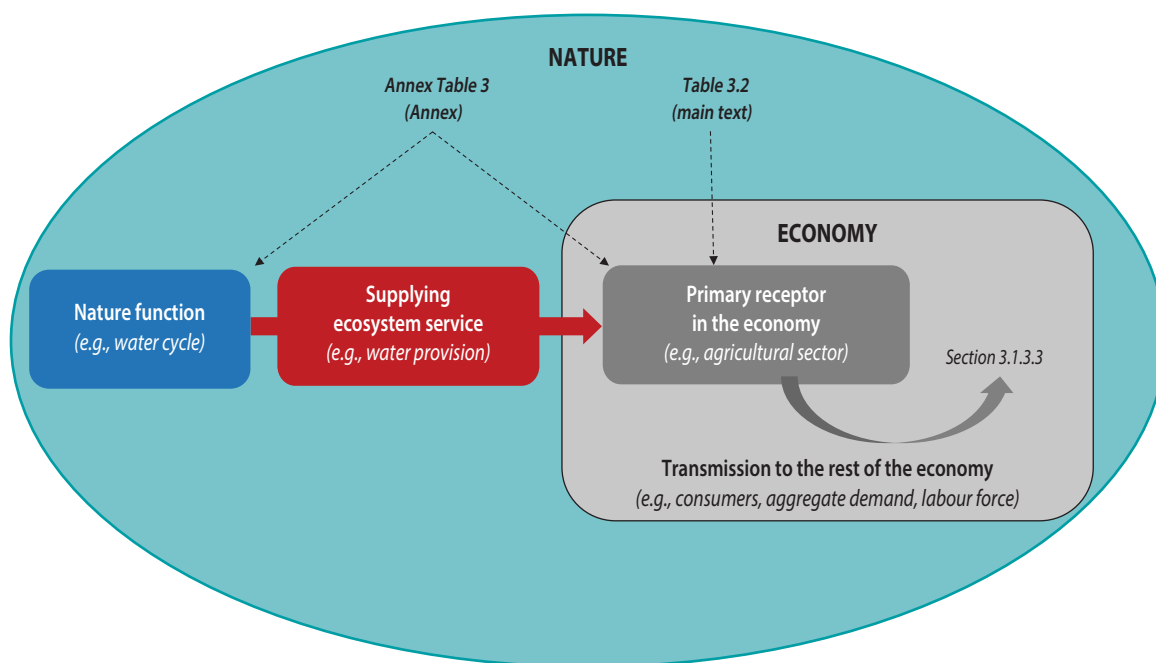 NATURE
Annex Table 3
(Annex)
Table 3.2
(main text)
ECONOMY
Nature function
(e.g., water cycle)
Supplying
ecosystem service
(e.g., water provision)
Primary receptor
in the economy
(e.g., agricultural sector)
Section 3.1.3.3
Transmission to the rest of the economy
(e.g., consumers, aggregate demand, labour force)